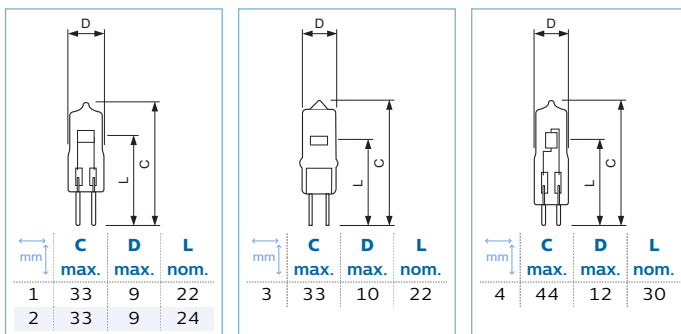 D
L
C
mm C D L
max. max. nom.
1 33 9 22
2 33 9 24
D
L
C
mm C D L
max. max. nom.
3 33 10 22
D
L
C
mm C D L
max. max. nom.
4 44 12 30